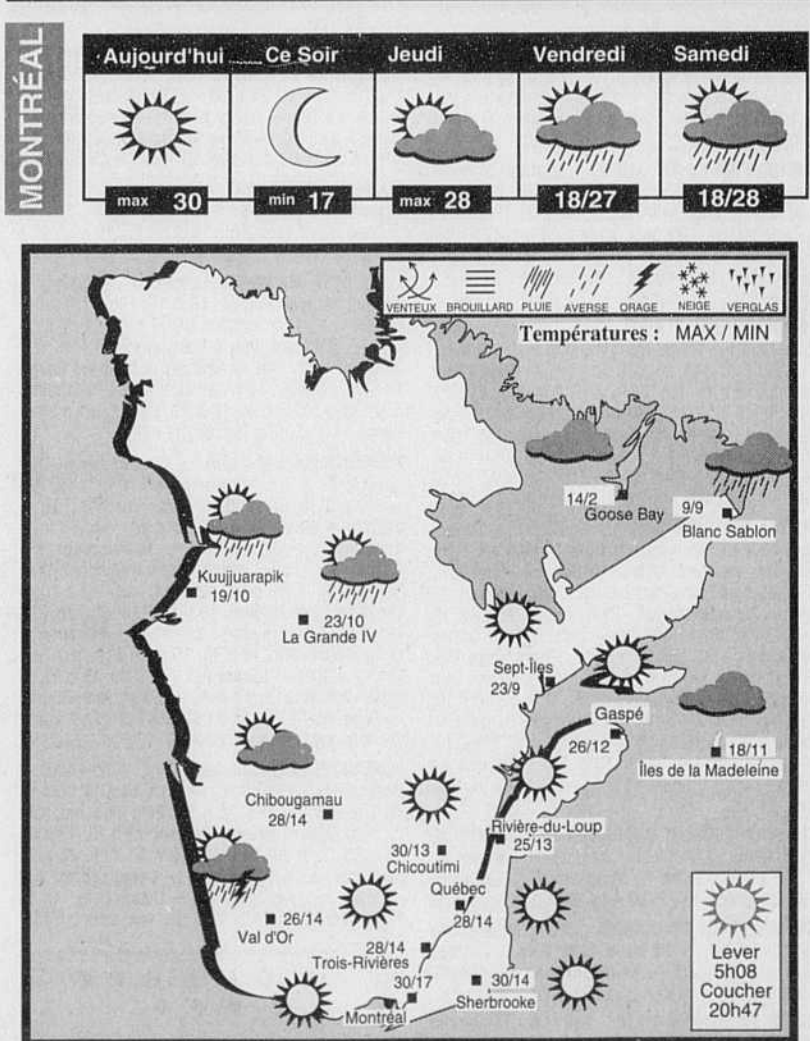 MONTRÉAL
Aujourd'hui Ce Soir Jeudi Vendredi Samedi
max 30 min 17 max 28 18/27 18/28
VENTEUX BROUILLARD PLUIE AVERSE ORAGE NEIGE VERGLAS
Températures : MAX / MIN
14/2
Goose Bay
9/9
Blanc Sablon
Kuujjuarapik
19/10
23/10
La Grande IV
Sept-Îles
23/9
Gaspé
26/12
18/11
Îles de la Madeleine
Chibougamau
28/14
Rivière-du-Loup
25/13
30/13
Chicoutimi
Québec
28/14
26/14
Val d'Or
28/14
Trois-Rivières
30/17
Montréal
30/14
Sherbrooke
Lever
5h08
Coucher
20h47